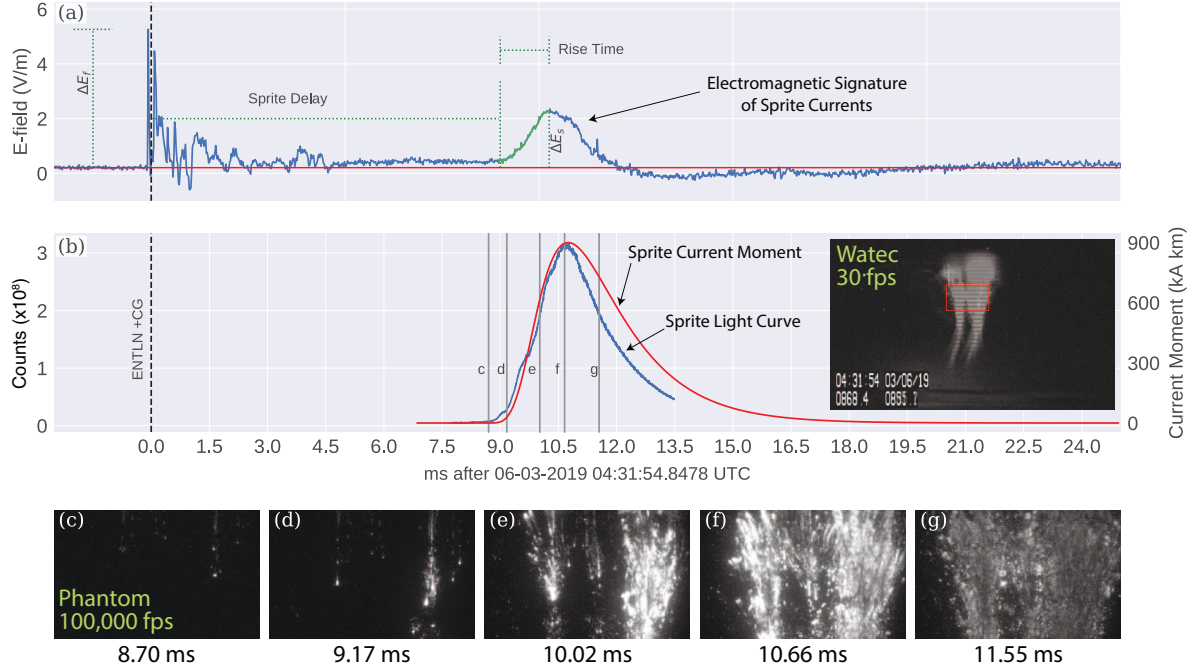 (a)
6
4
2
0
E-field (V/m)
ΔE_f
Sprite Delay
Rise Time
ΔE_s
Electromagnetic Signature
of Sprite Currents
(b)
3
2
1
0
Counts (x10⁸)
ENTLN +CG
c d e f g
Sprite Current Moment
Sprite Light Curve
Watec
30 fps
04:31:54 03/06/19
0868.4 0895.1
900
600
300
0
Current Moment (kA km)
0.0 1.5 3.0 4.5 6.0 7.5 9.0 10.5 12.0 13.5 15.0 16.5 18.0 19.5 21.0 22.5 24.0
ms after 06-03-2019 04:31:54.8478 UTC
(c) (d) (e) (f) (g)
Phantom
100,000 fps
8.70 ms 9.17 ms 10.02 ms 10.66 ms 11.55 ms